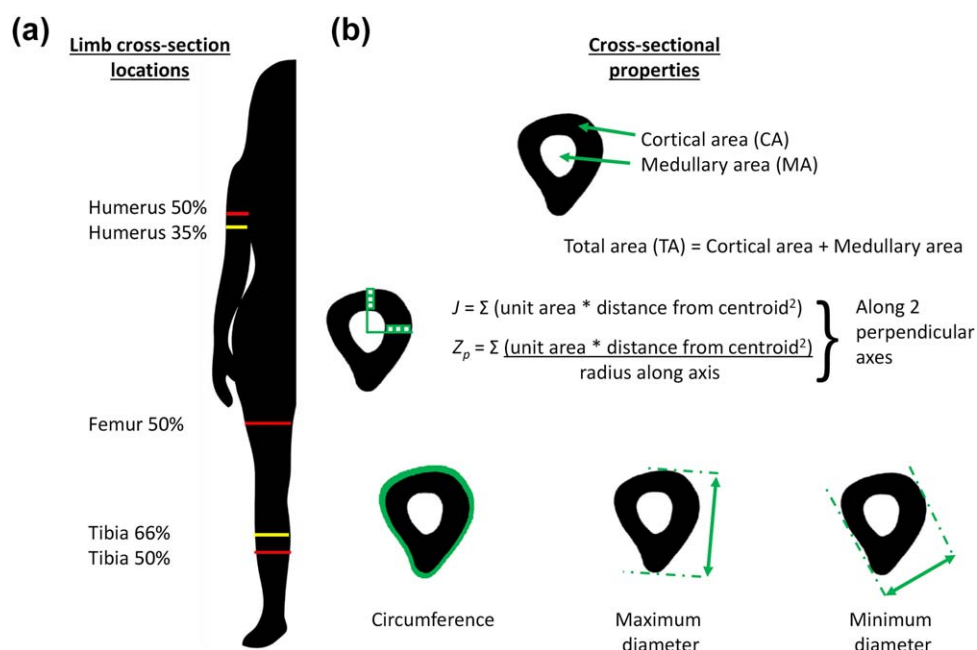 (a)
Limb cross-section
locations
Humerus 50%
Humerus 35%
Femur 50%
Tibia 66%
Tibia 50%
(b)
Cross-sectional
properties
Cortical area (CA)
Medullary area (MA)
Total area (TA) = Cortical area + Medullary area
J = Σ (unit area * distance from centroid²)
Zₚ = Σ (unit area * distance from centroid²)
radius along axis
}
Along 2
perpendicular
axes
Circumference
Maximum
diameter
Minimum
diameter